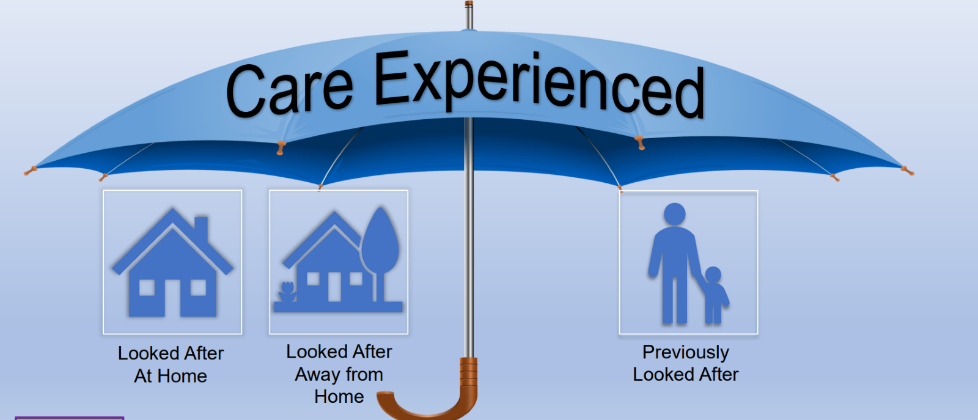 Care Experienced
Looked After
At Home
Looked After
Away from
Home
Previously
Looked After